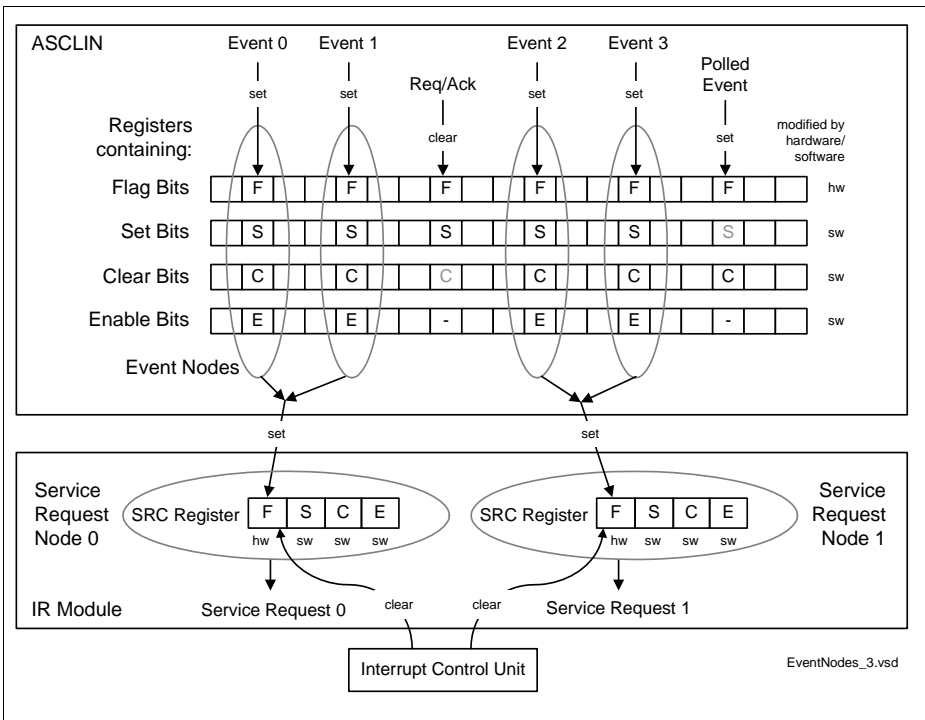 ASCLIN
Event 0
Event 1
Event 2
Event 3
Req/Ack
Polled
Event
set
set
clear
set
set
set
Registers
containing:
modified by
hardware/
software
Flag Bits F F F F F F hw
Set Bits S S S S S S sw
Clear Bits C C C C C C sw
Enable Bits E E - E E - sw
Event Nodes
set
set
Service
Request
Node 0
SRC Register F S C E
hw sw sw sw
SRC Register F S C E
hw sw sw sw
Service
Request
Node 1
IR Module
Service Request 0
clear
clear
Service Request 1
Interrupt Control Unit
EventNodes_3.vsd